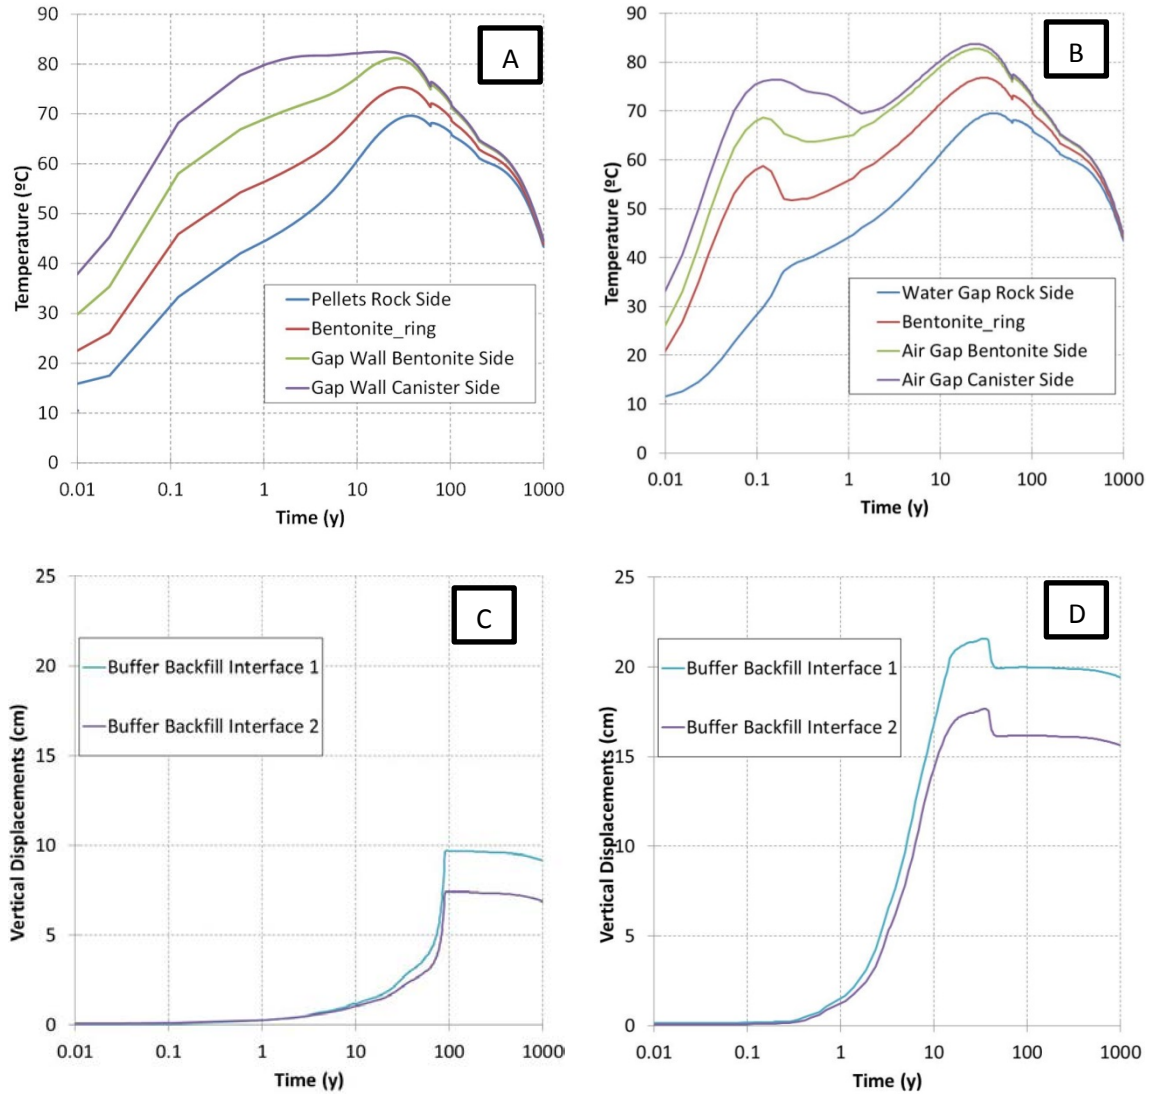 A
90
80
70
60
50
40
30
20
10
0
Temperature (ºC)
Pellets Rock Side
Bentonite_ring
Gap Wall Bentonite Side
Gap Wall Canister Side
0.01 0.1 1 10 100 1000
Time (y)
B
90
80
70
60
50
40
30
20
10
0
Temperature (ºC)
Water Gap Rock Side
Bentonite_ring
Air Gap Bentonite Side
Air Gap Canister Side
0.01 0.1 1 10 100 1000
Time (y)
C
25
20
15
10
5
0
Vertical Displacements (cm)
Buffer Backfill Interface 1
Buffer Backfill Interface 2
0.01 0.1 1 10 100 1000
Time (y)
D
25
20
15
10
5
0
Vertical Displacements (cm)
Buffer Backfill Interface 1
Buffer Backfill Interface 2
0.01 0.1 1 10 100 1000
Time (y)